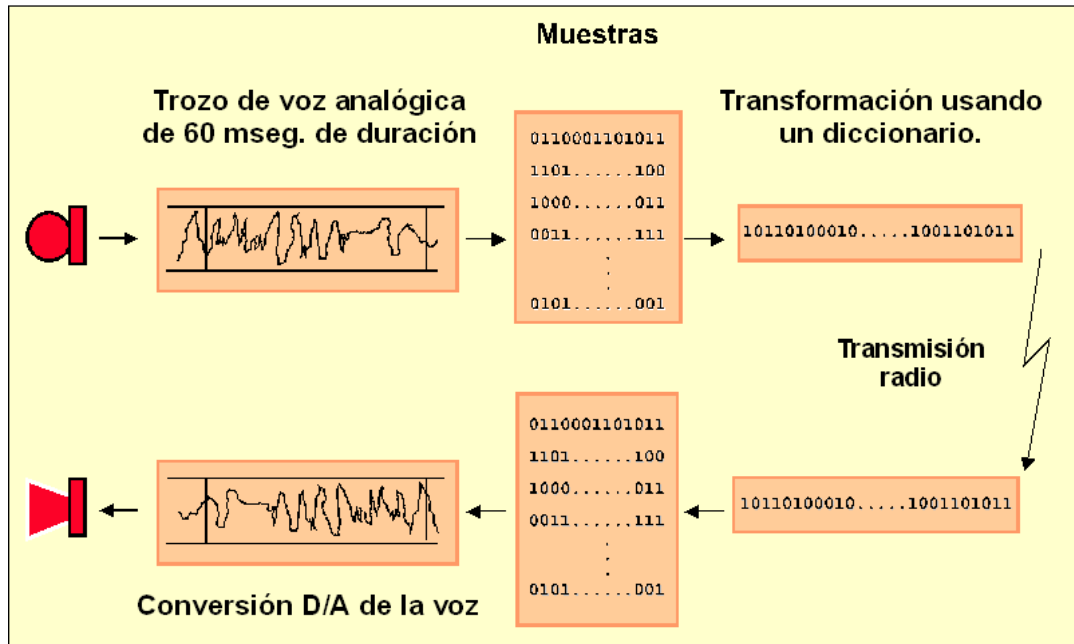 Muestras
Trozo de voz analógica
de 60 mseg. de duración
Transformación usando
un diccionario.
0110001101011
1101......100
1000......011
0011......111
.
.
.
0101......001
10110100010.....1001101011
Transmisión
radio
10110100010.....1001101011
0110001101011
1101......100
1000......011
0011......111
.
.
.
0101......001
Conversión D/A de la voz